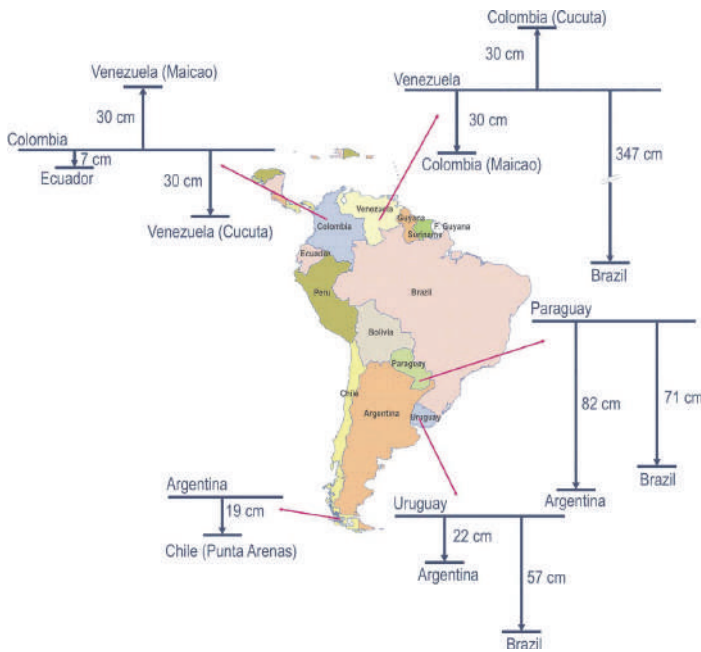 Colombia (Cucuta)
30 cm
Venezuela
30 cm
Colombia (Maicao)
347 cm
Brazil
Venezuela (Maicao)
30 cm
Colombia
7 cm
Ecuador
30 cm
Venezuela (Cucuta)
Venezuela
Guyana
F. Guyana
Suriname
Colombia
Ecuador
Peru
Brazil
Bolivia
Paraguay
Chile
Argentina
Uruguay
Paraguay
82 cm
71 cm
Argentina
Brazil
Argentina
19 cm
Chile (Punta Arenas)
Uruguay
22 cm
Argentina
57 cm
Brazil